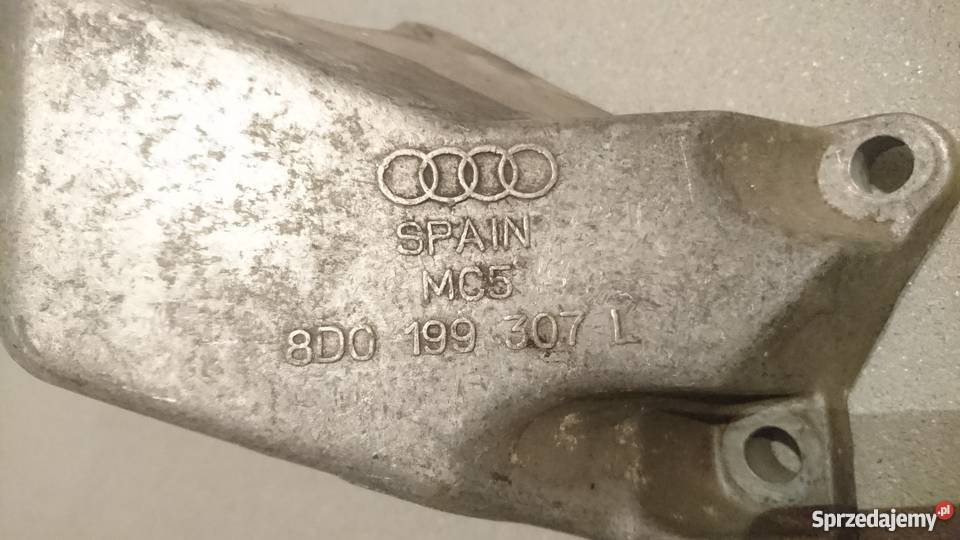 SPAIN
MC5
8D0 199 307 L
Sprzedajemy.pl